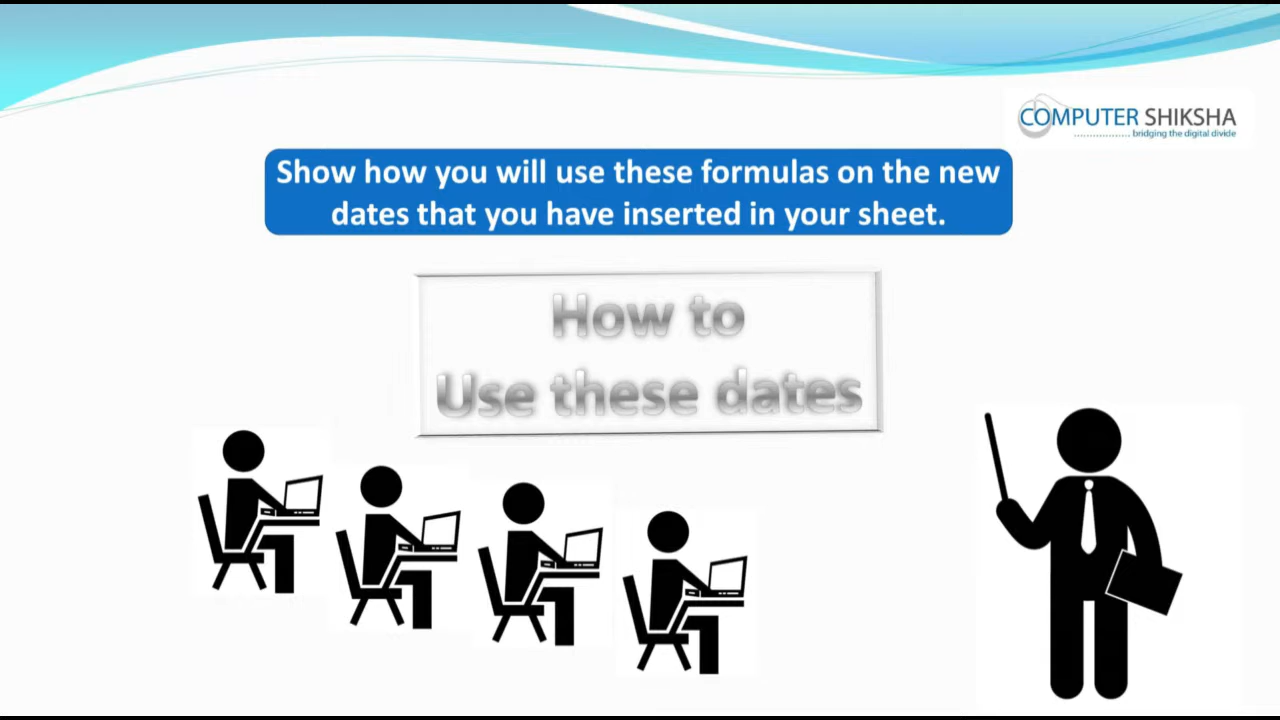 COMPUTER SHIKSHA
bridging the digital divide
Show how you will use these formulas on the new
dates that you have inserted in your sheet.
How to
Use these dates